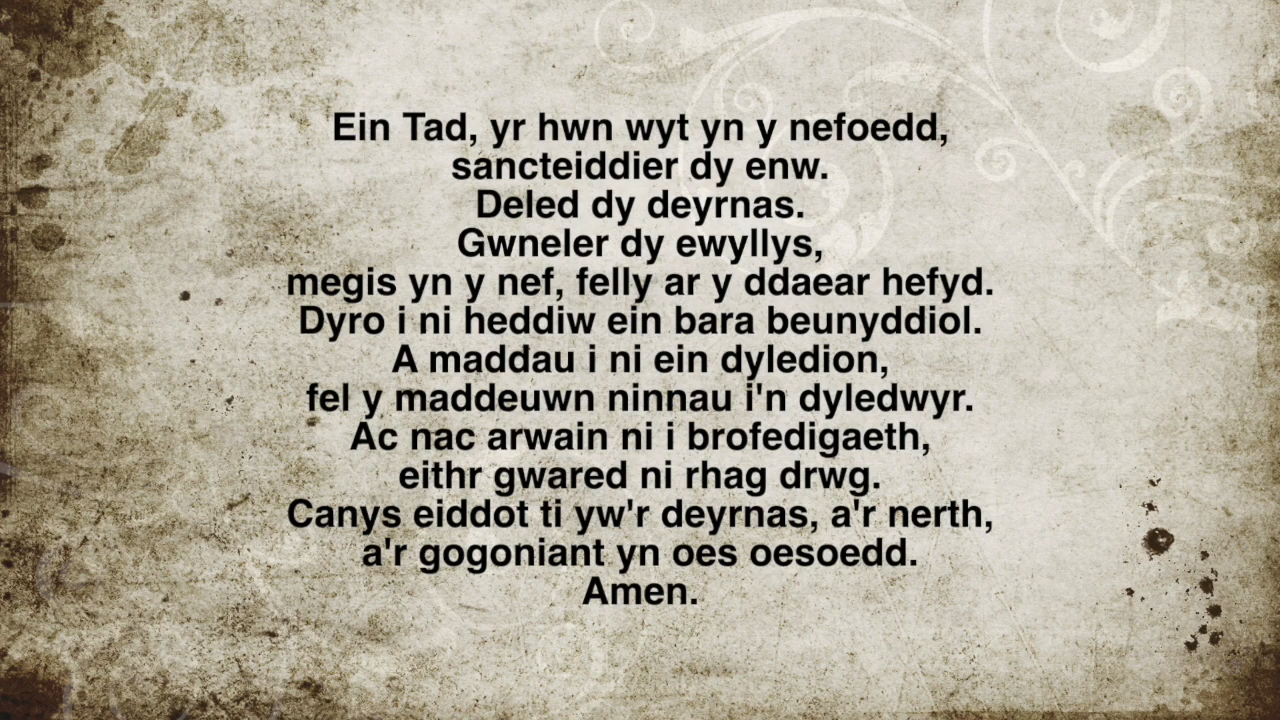 Ein Tad, yr hwn wyt yn y nefoedd,
sancteiddier dy enw.
Deled dy deyrnas.
Gwneler dy ewyllys,
megis yn y nef, felly ar y ddaear hefyd.
Dyro i ni heddiw ein bara beunyddiol.
A maddau i ni ein dyledion,
fel y maddeuwn ninnau i'n dyledwyr.
Ac nac arwain ni i brofedigaeth,
eithr gwared ni rhag drwg.
Canys eiddot ti yw'r deyrnas, a'r nerth,
a'r gogoniant yn oes oesoedd.
Amen.